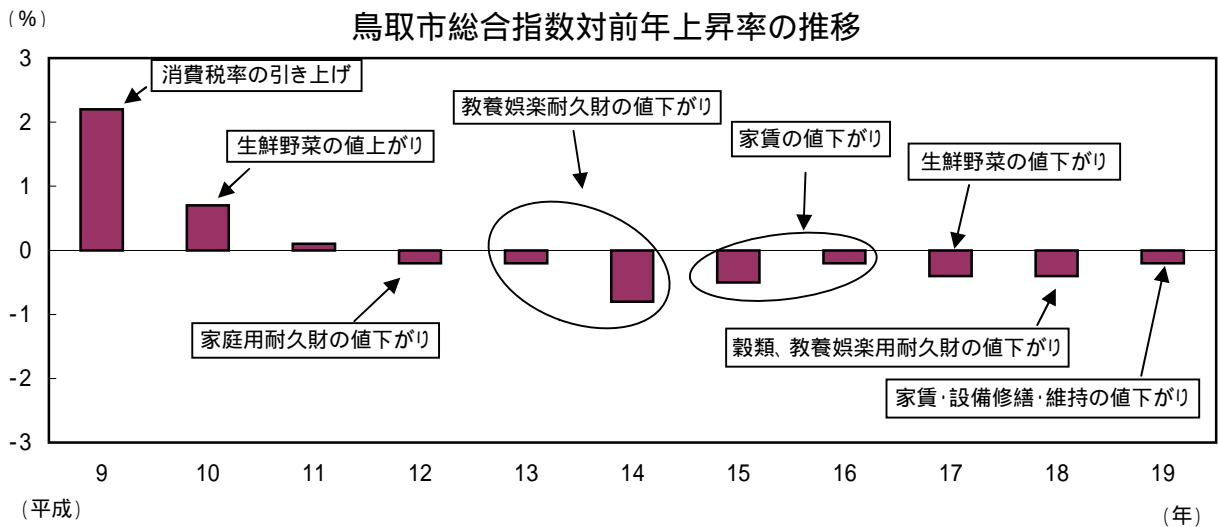 (%)
鳥取市総合指数対前年上昇率の推移
3
2
1
0
-1
-2
-3
消費税率の引き上げ
生鮮野菜の値上がり
教養娯楽耐久財の値下がり
家賃の値下がり
生鮮野菜の値下がり
家庭用耐久財の値下がり
穀類、教養娯楽用耐久財の値下がり
家賃・設備修繕・維持の値下がり
9 10 11 12 13 14 15 16 17 18 19
(平成) (年)